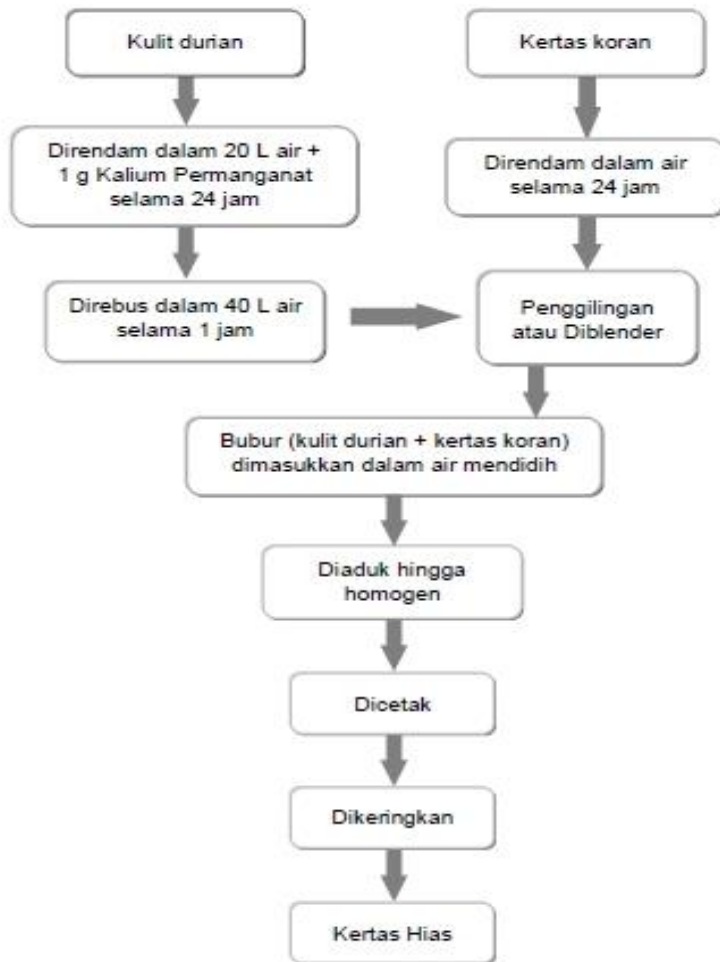 Kulit durian
Kertas koran
Direndam dalam 20 L air +
1 g Kalium Permanganat
selama 24 jam
Direndam dalam air
selama 24 jam
Direbus dalam 40 L air
selama 1 jam
Penggilingan
atau Diblender
Bubur (kulit durian + kertas koran)
dimasukkan dalam air mendidih
Diaduk hingga
homogen
Dicetak
Dikeringkan
Kertas Hias